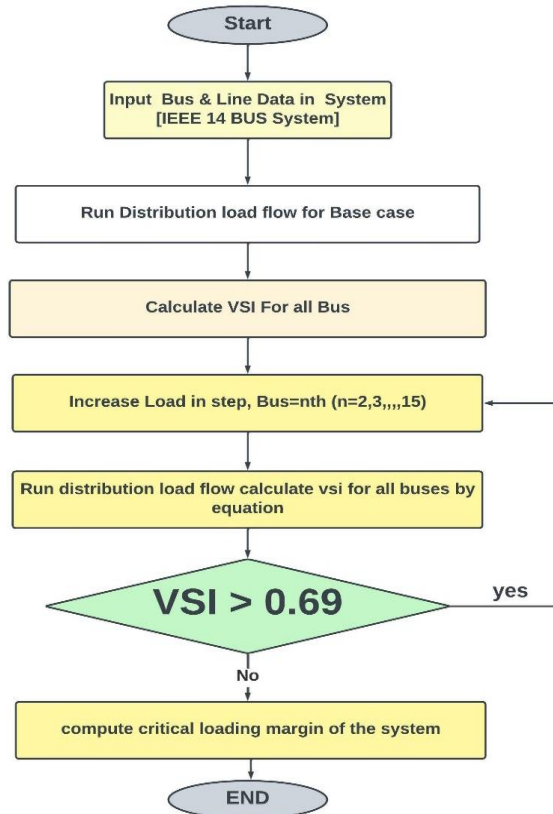 Start
Input Bus & Line Data in System
[IEEE 14 BUS System]
Run Distribution load flow for Base case
Calculate VSI For all Bus
Increase Load in step, Bus=nth (n=2,3,,,,15)
Run distribution load flow calculate vsi for all buses by
equation
VSI > 0.69
yes
No
compute critical loading margin of the system
END